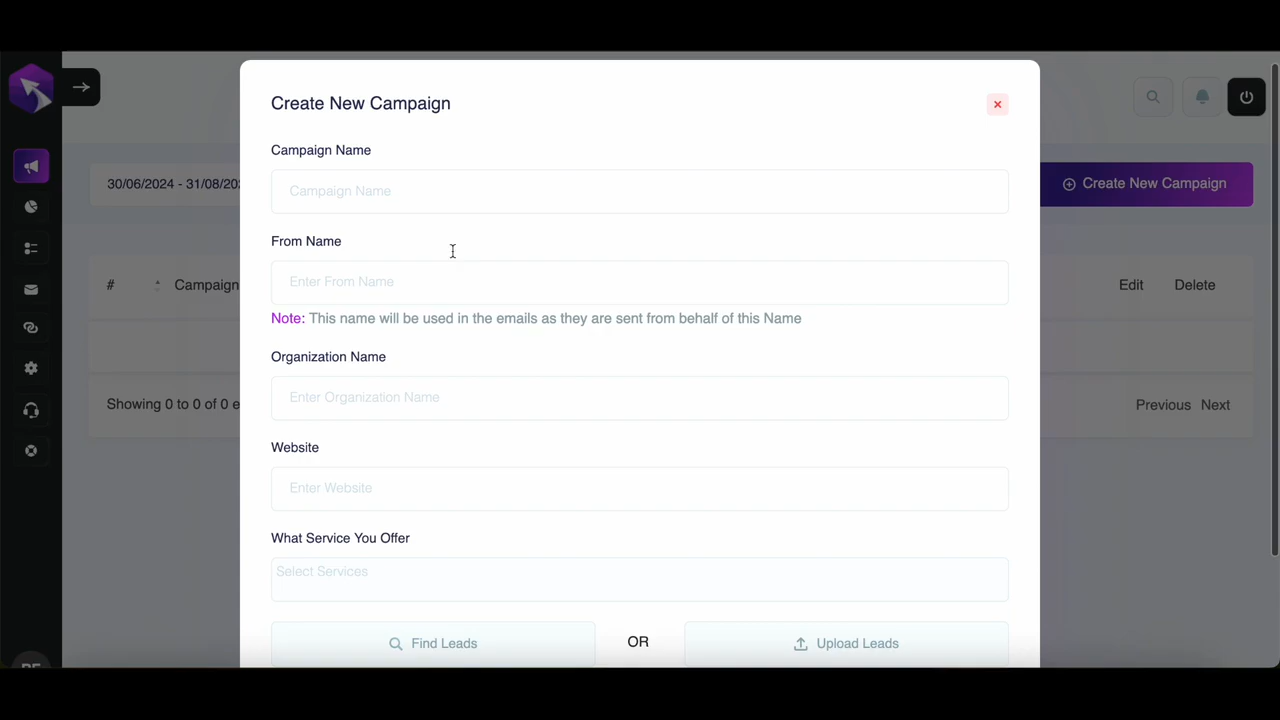 Create New Campaign
×
Campaign Name
Campaign Name
30/06/2024 - 31/08/202
Create New Campaign
From Name
Enter From Name
# Campaign Edit Delete
Note: This name will be used in the emails as they are sent from behalf of this Name
Organization Name
Enter Organization Name
Showing 0 to 0 of 0 e
Previous Next
Website
Enter Website
What Service You Offer
Select Services
Find Leads OR Upload Leads